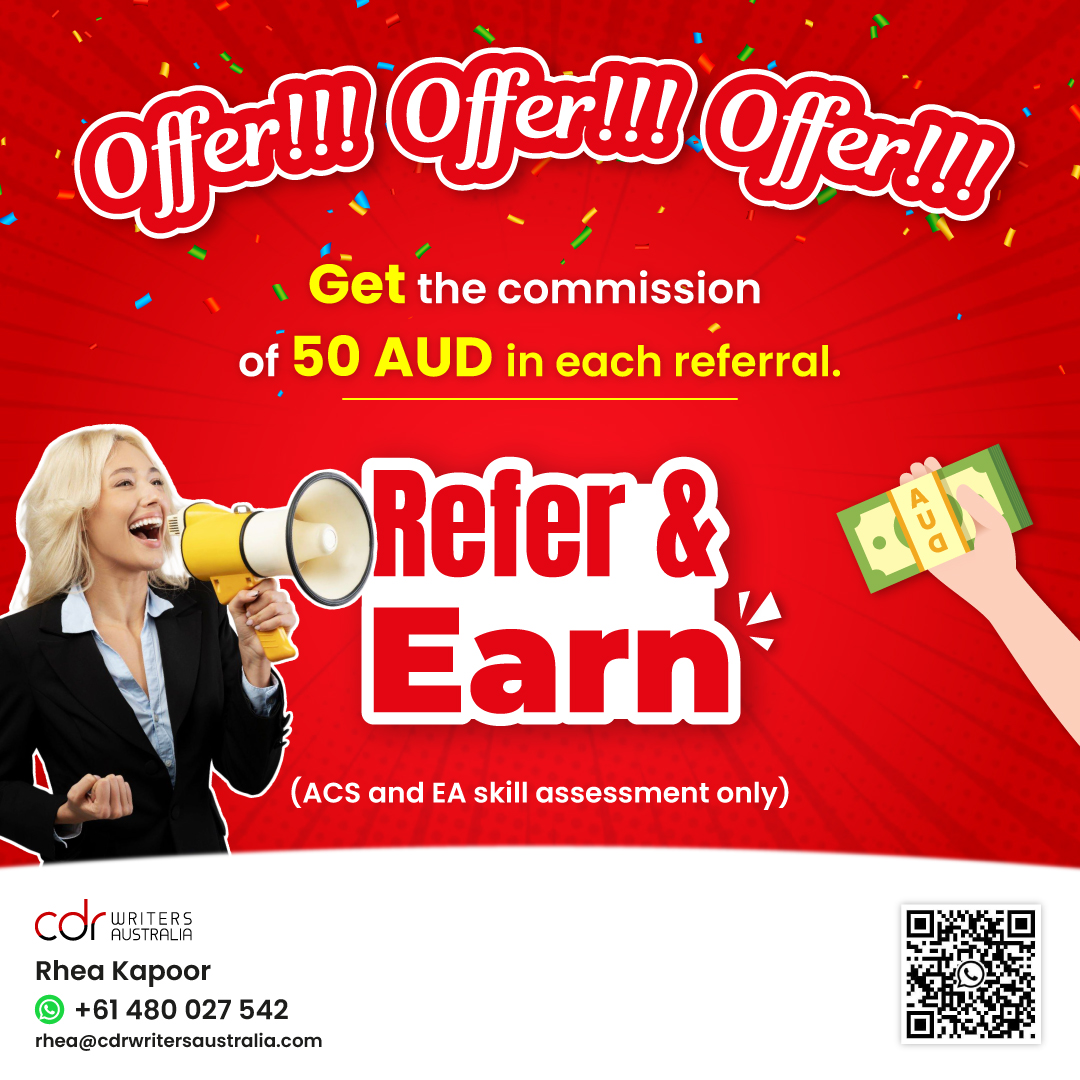 Offer!!! Offer!!! Offer!!!
Get the commission
of 50 AUD in each referral.
Refer &
Earn
AUD
(ACS and EA skill assessment only)
cdr WRITERS
AUSTRALIA
Rhea Kapoor
+61 480 027 542
rhea@cdrwritersaustralia.com